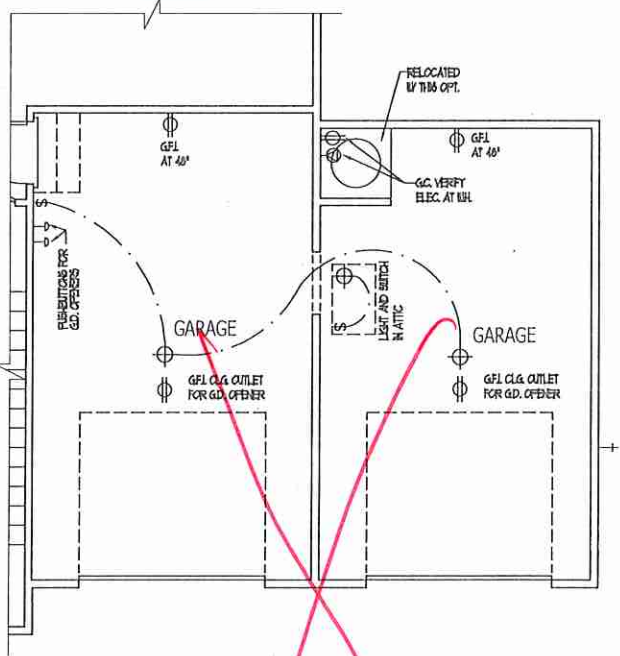 RELOCATED
W/ THIS OPT.
G.F.I.
AT 48"
G.F.I.
AT 48"
G.C. VERIFY
ELEC. AT W.H.
S
PUSHBUTTONS FOR
G.D. OPENERS
LIGHT AND SWITCH
IN ATTIC
S
GARAGE
GARAGE
G.F.I. CLG. OUTLET
FOR G.D. OPENER
G.F.I. CLG. OUTLET
FOR G.D. OPENER